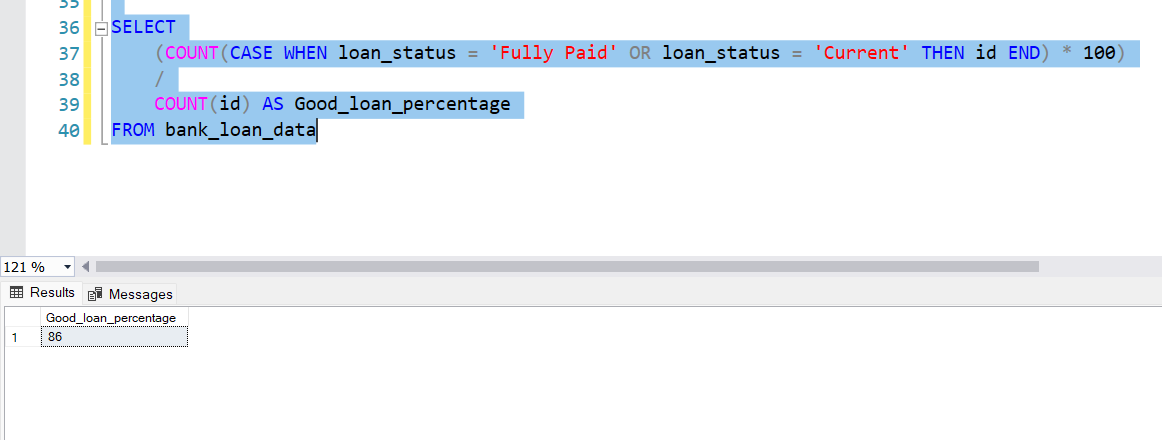 35
36 SELECT
37 (COUNT(CASE WHEN loan_status = 'Fully Paid' OR loan_status = 'Current' THEN id END) * 100)
38 /
39 COUNT(id) AS Good_loan_percentage
40 FROM bank_loan_data
121 %
Results Messages
Good_loan_percentage
1 86